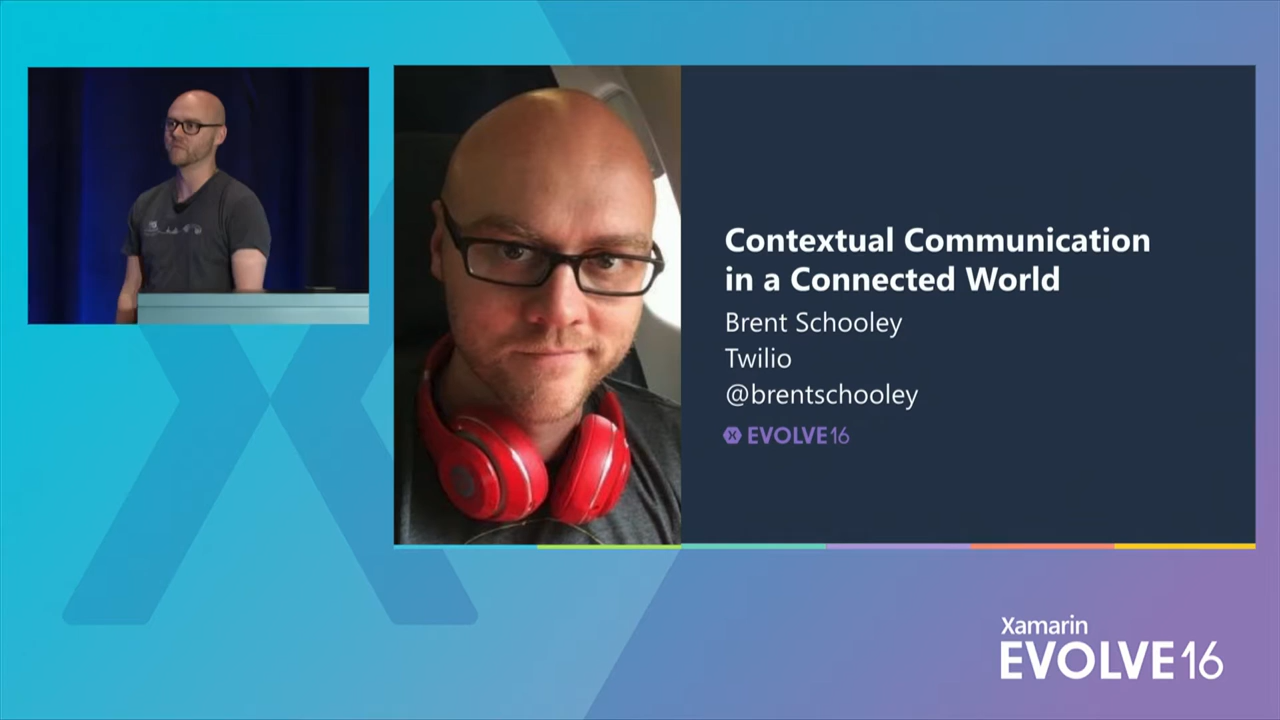 Contextual Communication
in a Connected World
Brent Schooley
Twilio
@brentschooley
EVOLVE16
Xamarin
EVOLVE16